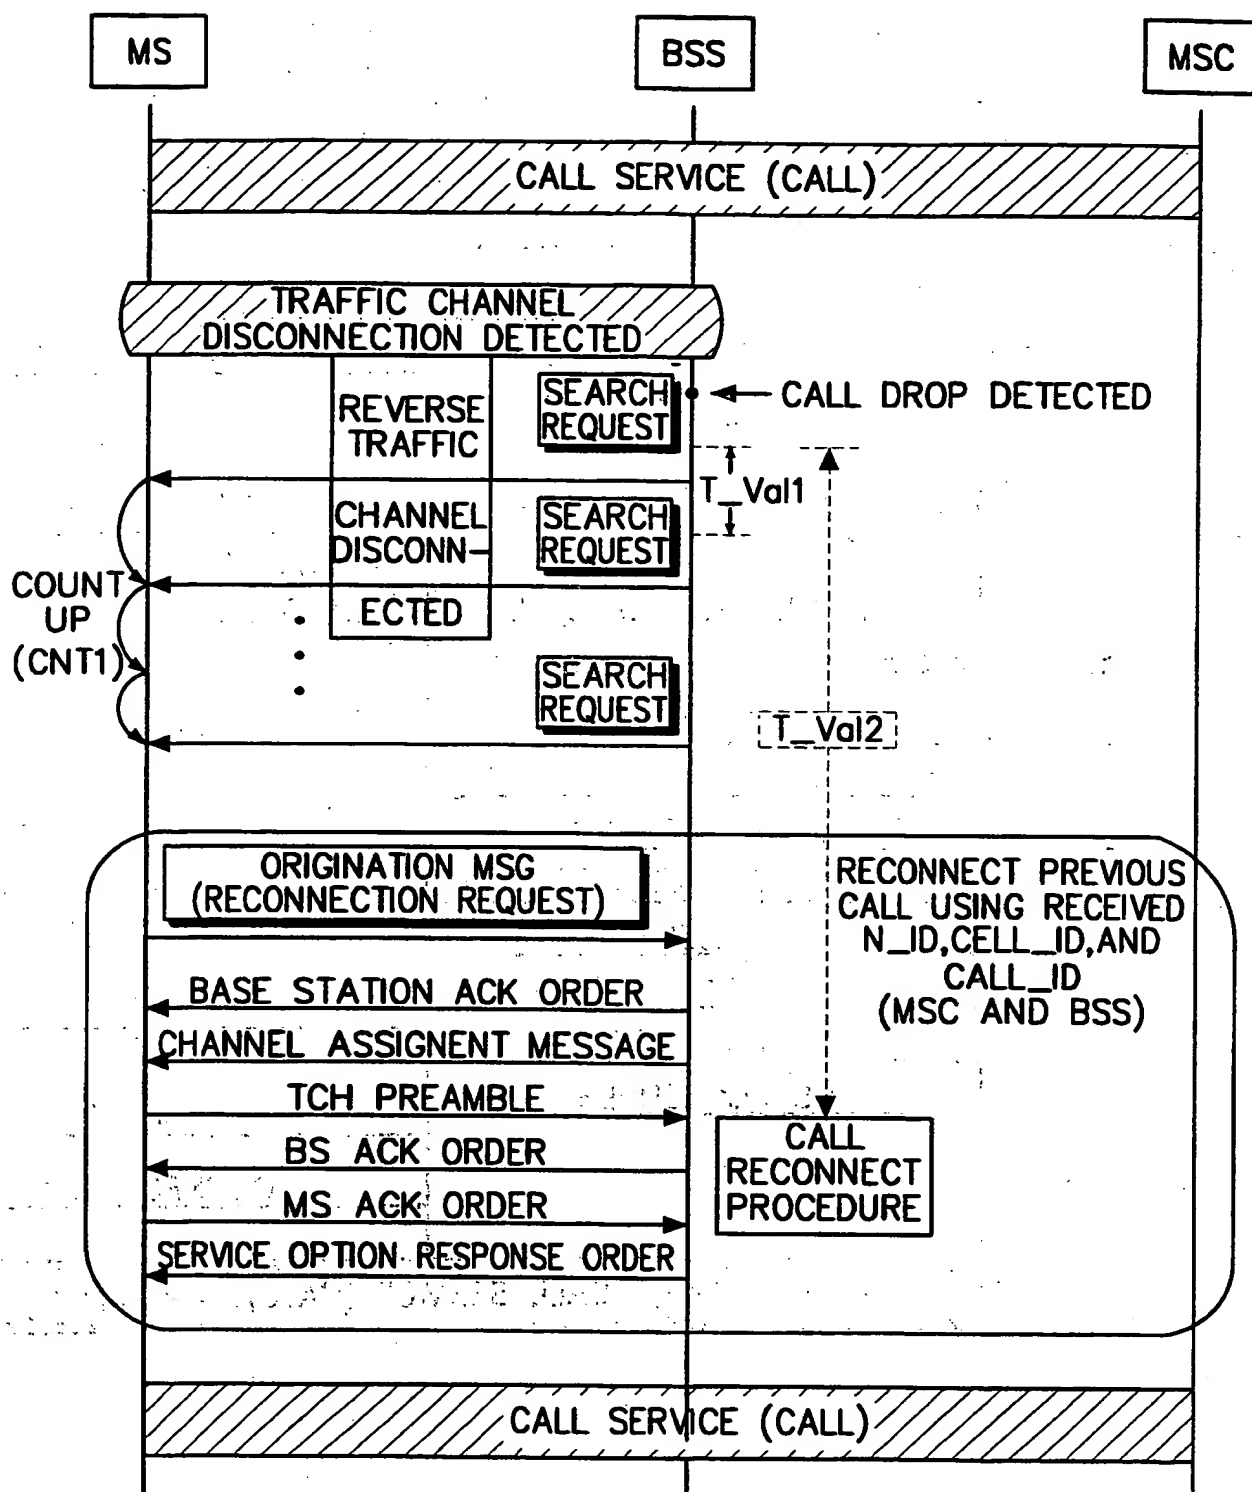 MS
BSS
MSC
CALL SERVICE (CALL)
TRAFFIC CHANNEL
DISCONNECTION DETECTED
REVERSE
TRAFFIC
CHANNEL
DISCONN-
ECTED
SEARCH
REQUEST
CALL DROP DETECTED
T_Val1
SEARCH
REQUEST
COUNT
UP
(CNT1)
SEARCH
REQUEST
T_Val2
ORIGINATION MSG
(RECONNECTION REQUEST)
RECONNECT PREVIOUS
CALL USING RECEIVED
N_ID,CELL_ID,AND
CALL_ID
(MSC AND BSS)
BASE STATION ACK ORDER
CHANNEL ASSIGNENT MESSAGE
TCH PREAMBLE
BS ACK ORDER
MS ACK ORDER
SERVICE OPTION RESPONSE ORDER
CALL
RECONNECT
PROCEDURE
CALL SERVICE (CALL)